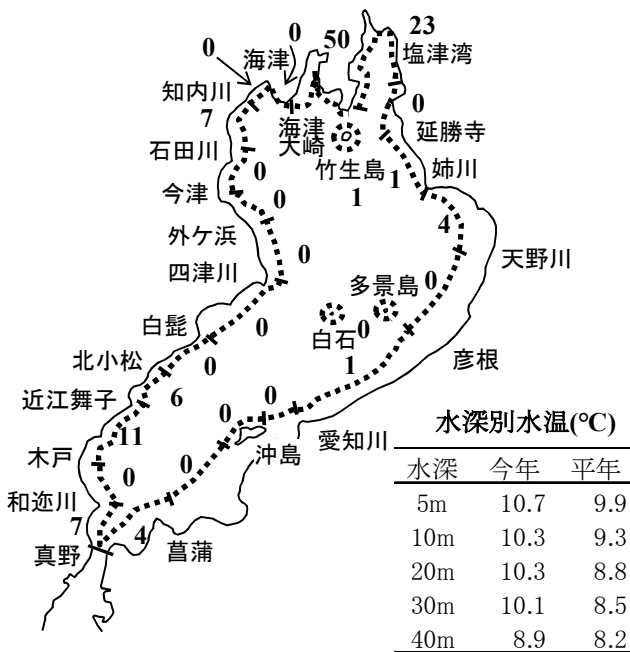 50
23
0
0
海津
塩津湾
知内川
0
7
海津
大崎
延勝寺
石田川
竹生島
姉川
0
1
今津
1
0
外ケ浜
4
四津川
0
天野川
多景島
0
白髭
0
白石
0
0
彦根
北小松
1
6
近江舞子
0
0
愛知川
11
沖島
木戸
0
0
和迩川
7
4
菖蒲
真野
水深別水温(℃)
水深 今年 平年
5m 10.7 9.9
10m 10.3 9.3
20m 10.3 8.8
30m 10.1 8.5
40m 8.9 8.2